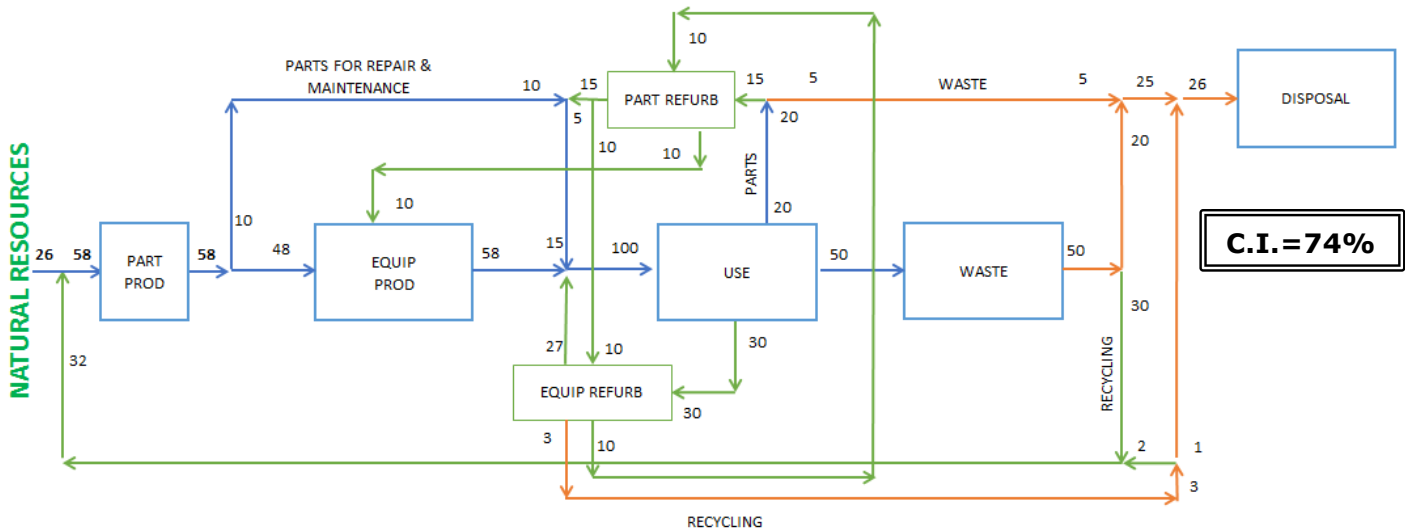 10
PARTS FOR REPAIR &
MAINTENANCE
10
15
PART REFURB
15
5
WASTE
5
25
26
DISPOSAL
5
20
10
10
20
PARTS
NATURAL RESOURCES
10
10
20
C.I.=74%
26
58
PART
PROD
58
48
EQUIP
PROD
58
15
100
USE
50
WASTE
50
30
32
27
10
30
RECYCLING
EQUIP REFURB
30
3
10
2
1
3
RECYCLING